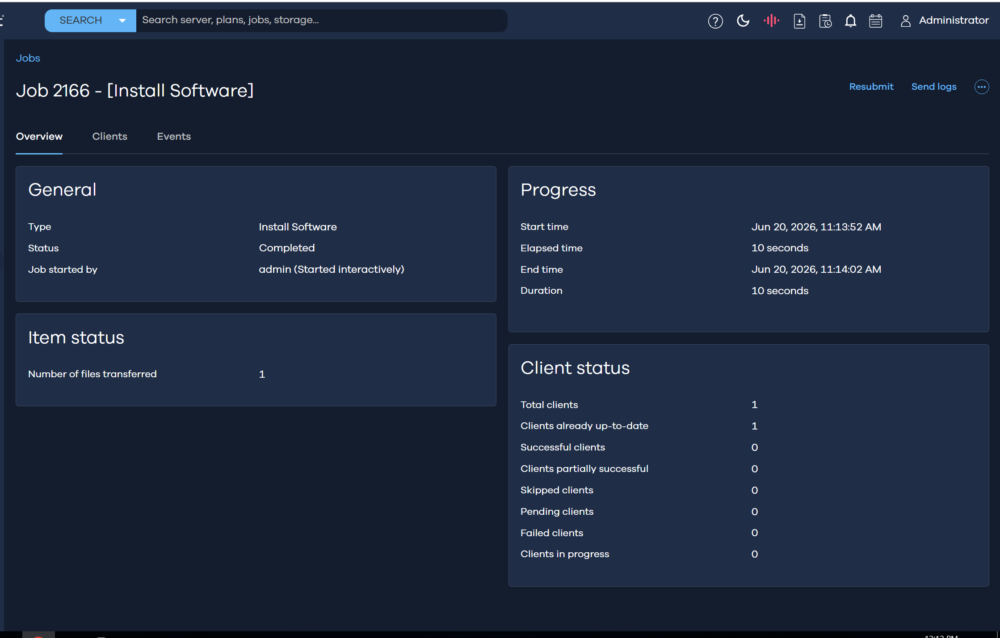 SEARCH
Search server, plans, jobs, storage...
Administrator
Jobs
Job 2166 - [Install Software]
Resubmit
Send logs
Overview
Clients
Events
General
Type
Install Software
Status
Completed
Job started by
admin (Started interactively)
Item status
Number of files transferred
1
Progress
Start time
Jun 20, 2026, 11:13:52 AM
Elapsed time
10 seconds
End time
Jun 20, 2026, 11:14:02 AM
Duration
10 seconds
Client status
Total clients
1
Clients already up-to-date
1
Successful clients
0
Clients partially successful
0
Skipped clients
0
Pending clients
0
Failed clients
0
Clients in progress
0